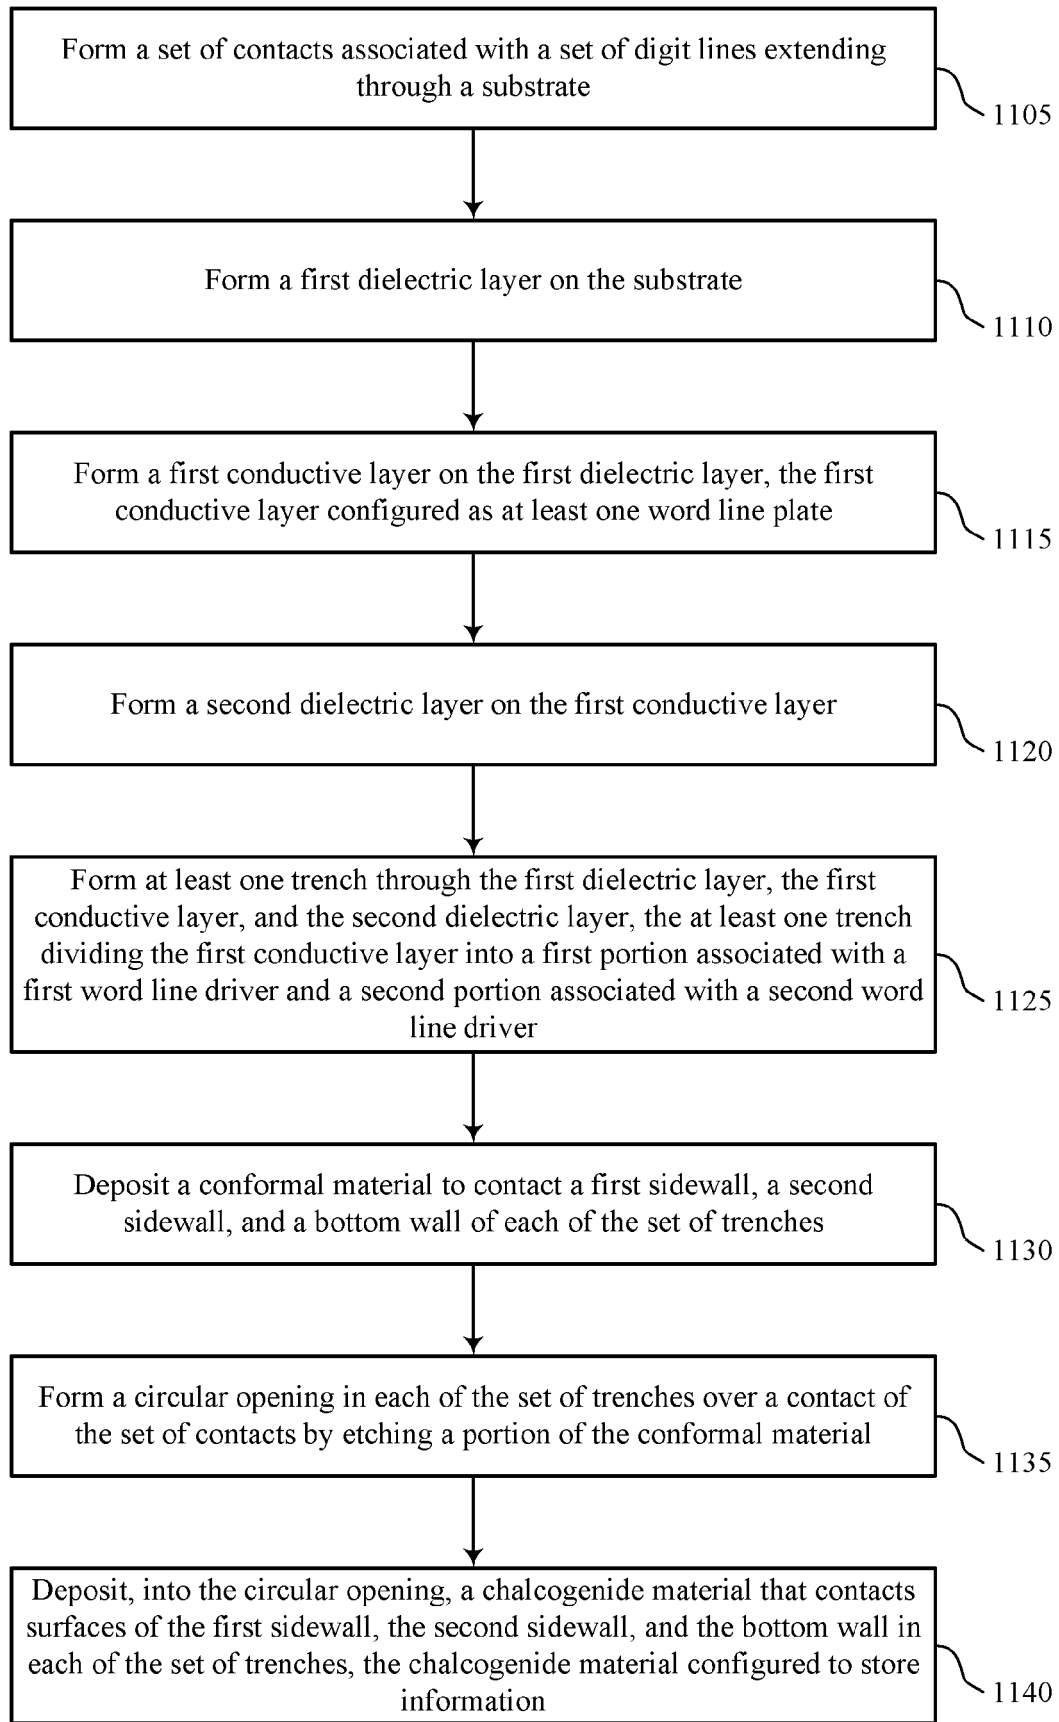 Form a set of contacts associated with a set of digit lines extending
through a substrate
1105
Form a first dielectric layer on the substrate
1110
Form a first conductive layer on the first dielectric layer, the first
conductive layer configured as at least one word line plate
1115
Form a second dielectric layer on the first conductive layer
1120
Form at least one trench through the first dielectric layer, the first
conductive layer, and the second dielectric layer, the at least one trench
dividing the first conductive layer into a first portion associated with a
first word line driver and a second portion associated with a second word
line driver
1125
Deposit a conformal material to contact a first sidewall, a second
sidewall, and a bottom wall of each of the set of trenches
1130
Form a circular opening in each of the set of trenches over a contact of
the set of contacts by etching a portion of the conformal material
1135
Deposit, into the circular opening, a chalcogenide material that contacts
surfaces of the first sidewall, the second sidewall, and the bottom wall in
each of the set of trenches, the chalcogenide material configured to store
information
1140